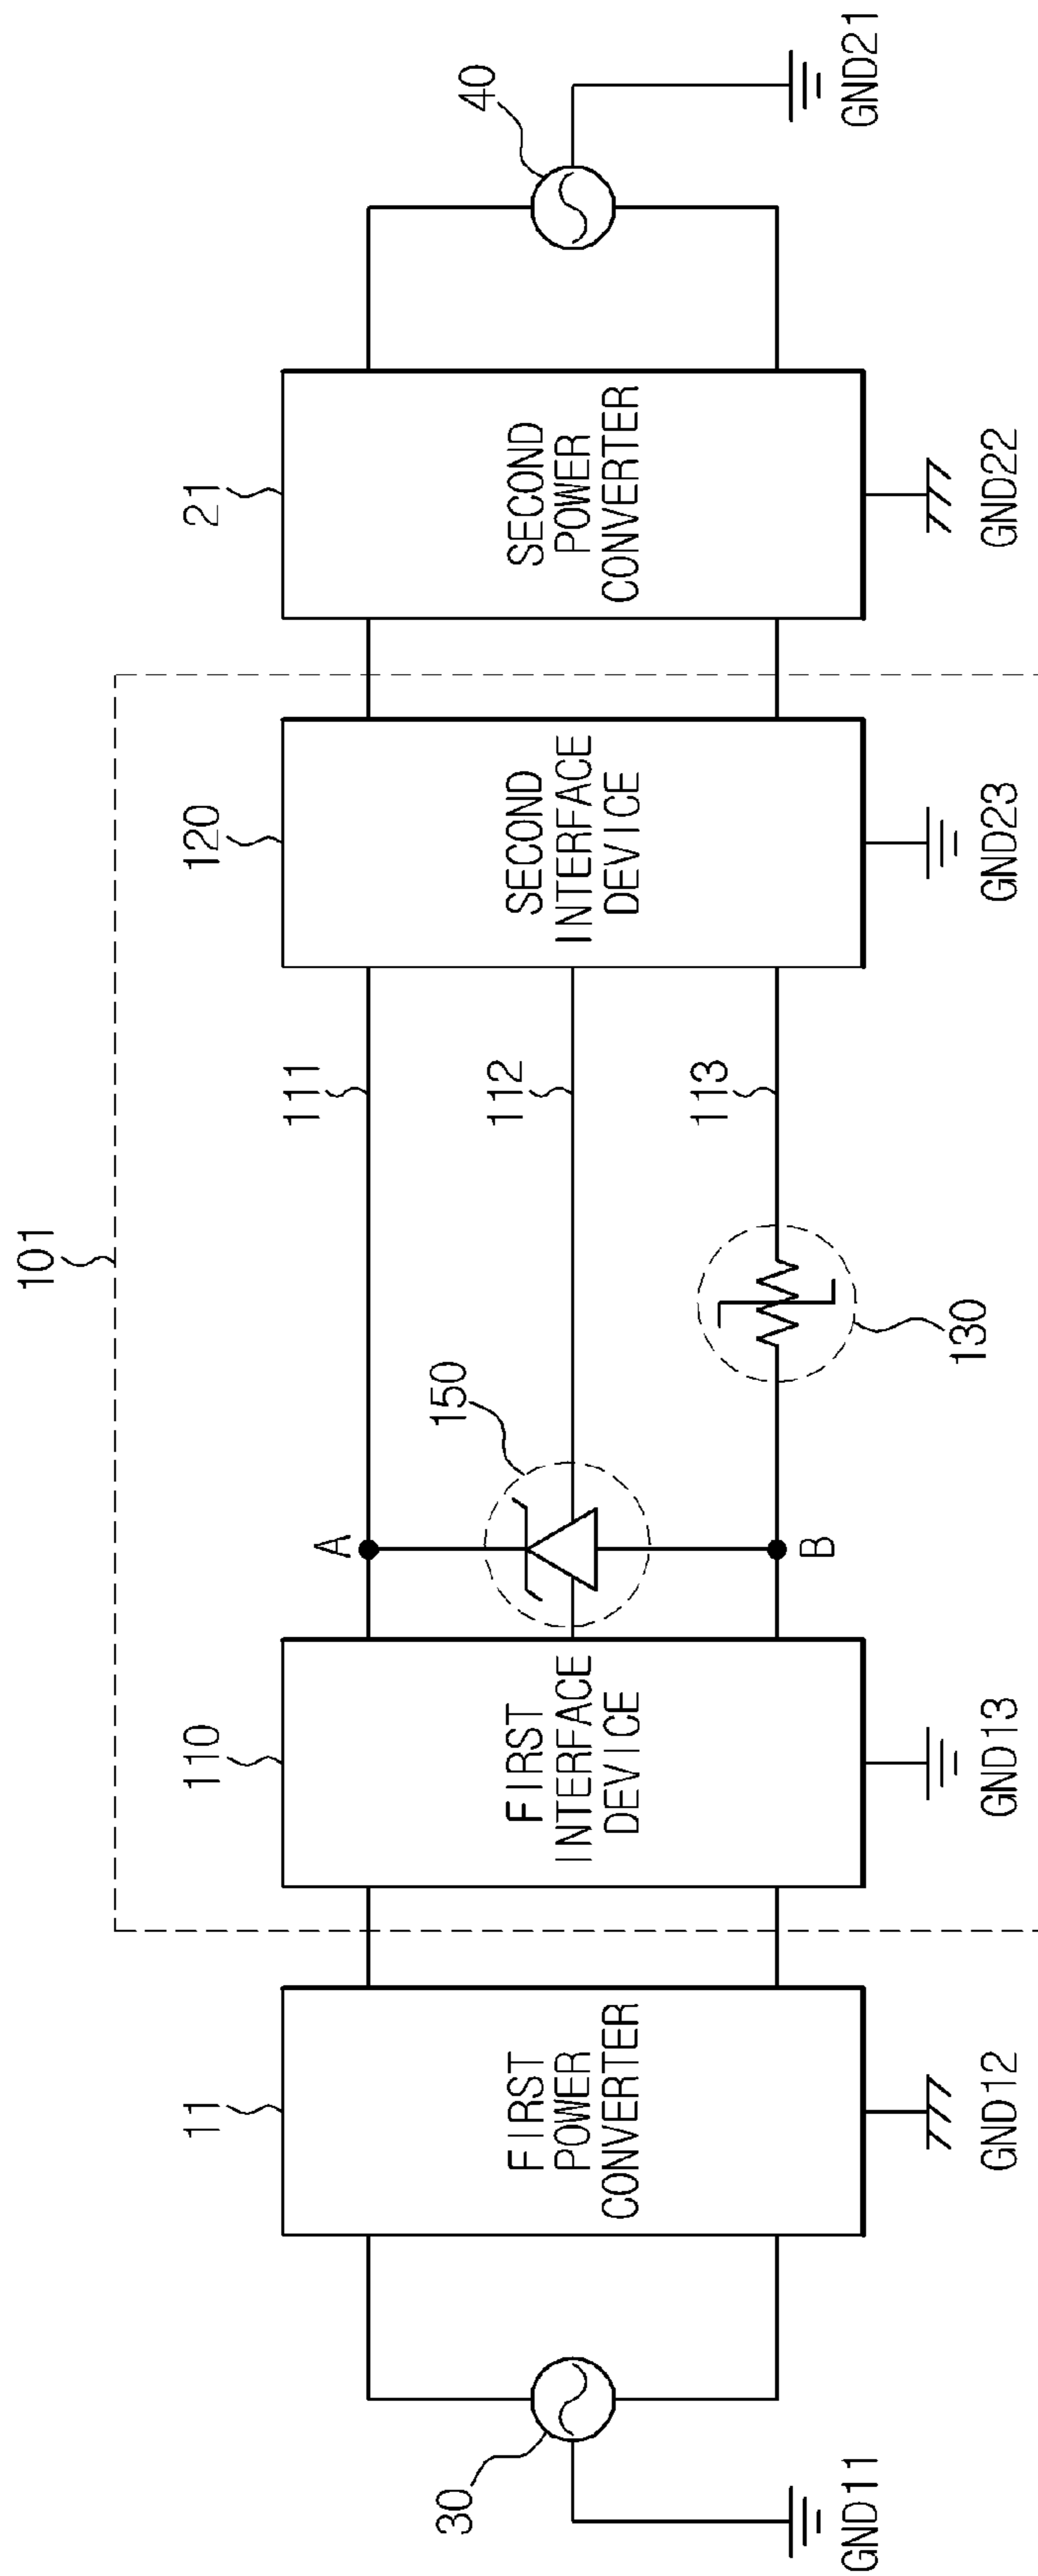 101
11
110
120
21
40
111
112
113
A
150
B
130
30
FIRST
POWER
CONVERTER
FIRST
INTERFACE
DEVICE
SECOND
INTERFACE
DEVICE
SECOND
POWER
CONVERTER
GND11
GND12
GND13
GND23
GND22
GND21